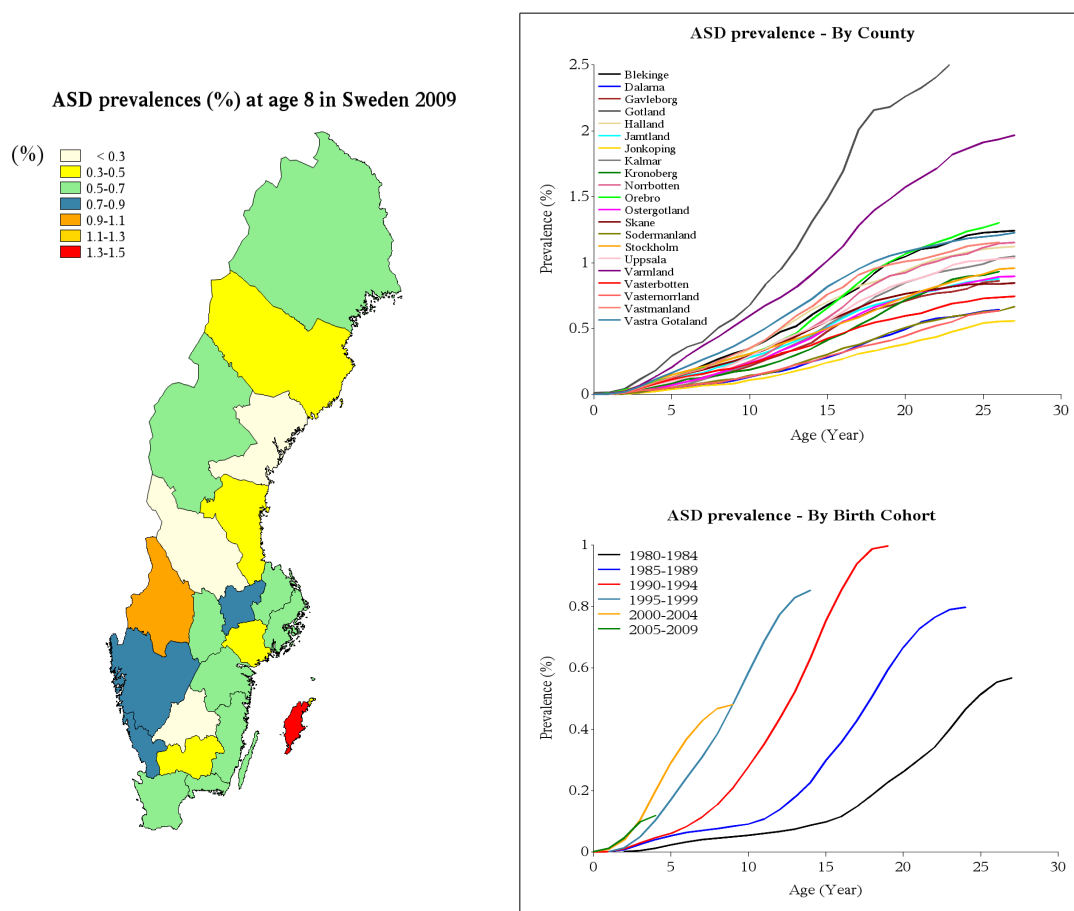 ASD prevalences (%) at age 8 in Sweden 2009
(%)
< 0.3
0.3-0.5
0.5-0.7
0.7-0.9
0.9-1.1
1.1-1.3
1.3-1.5
ASD prevalence - By County
2.5
2
1.5
1
0.5
0
Prevalence (%)
Blekinge
Dalarna
Gavleborg
Gotland
Halland
Jamtland
Jonkoping
Kalmar
Kronoberg
Norrbotten
Orebro
Ostergotland
Skane
Sodermanland
Stockholm
Uppsala
Varmland
Vasterbotten
Vastemorrland
Vastmanland
Vastra Gotaland
0 5 10 15 20 25 30
Age (Year)
ASD prevalence - By Birth Cohort
1
0.8
0.6
0.4
0.2
0
Prevalence (%)
1980-1984
1985-1989
1990-1994
1995-1999
2000-2004
2005-2009
0 5 10 15 20 25 30
Age (Year)